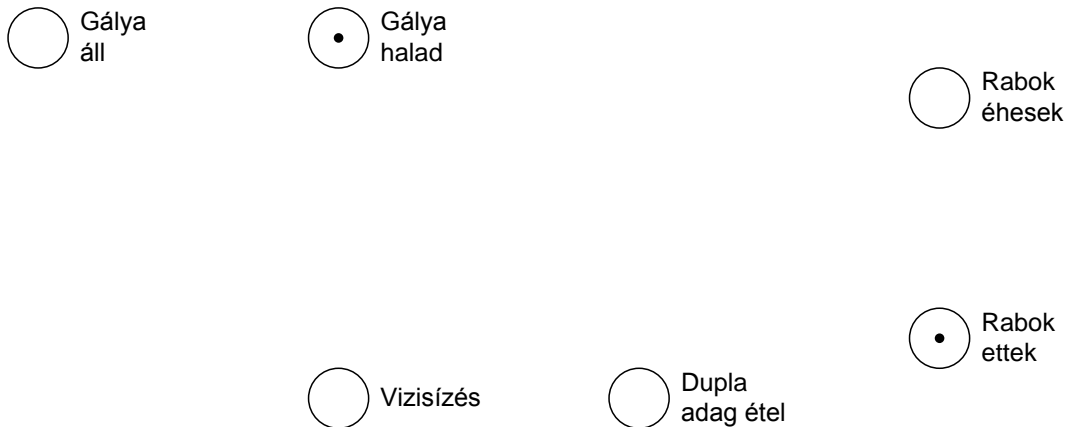 Gálya
áll
Gálya
halad
Rabok
éhesek
Rabok
ettek
Vizisízés
Dupla
adag étel